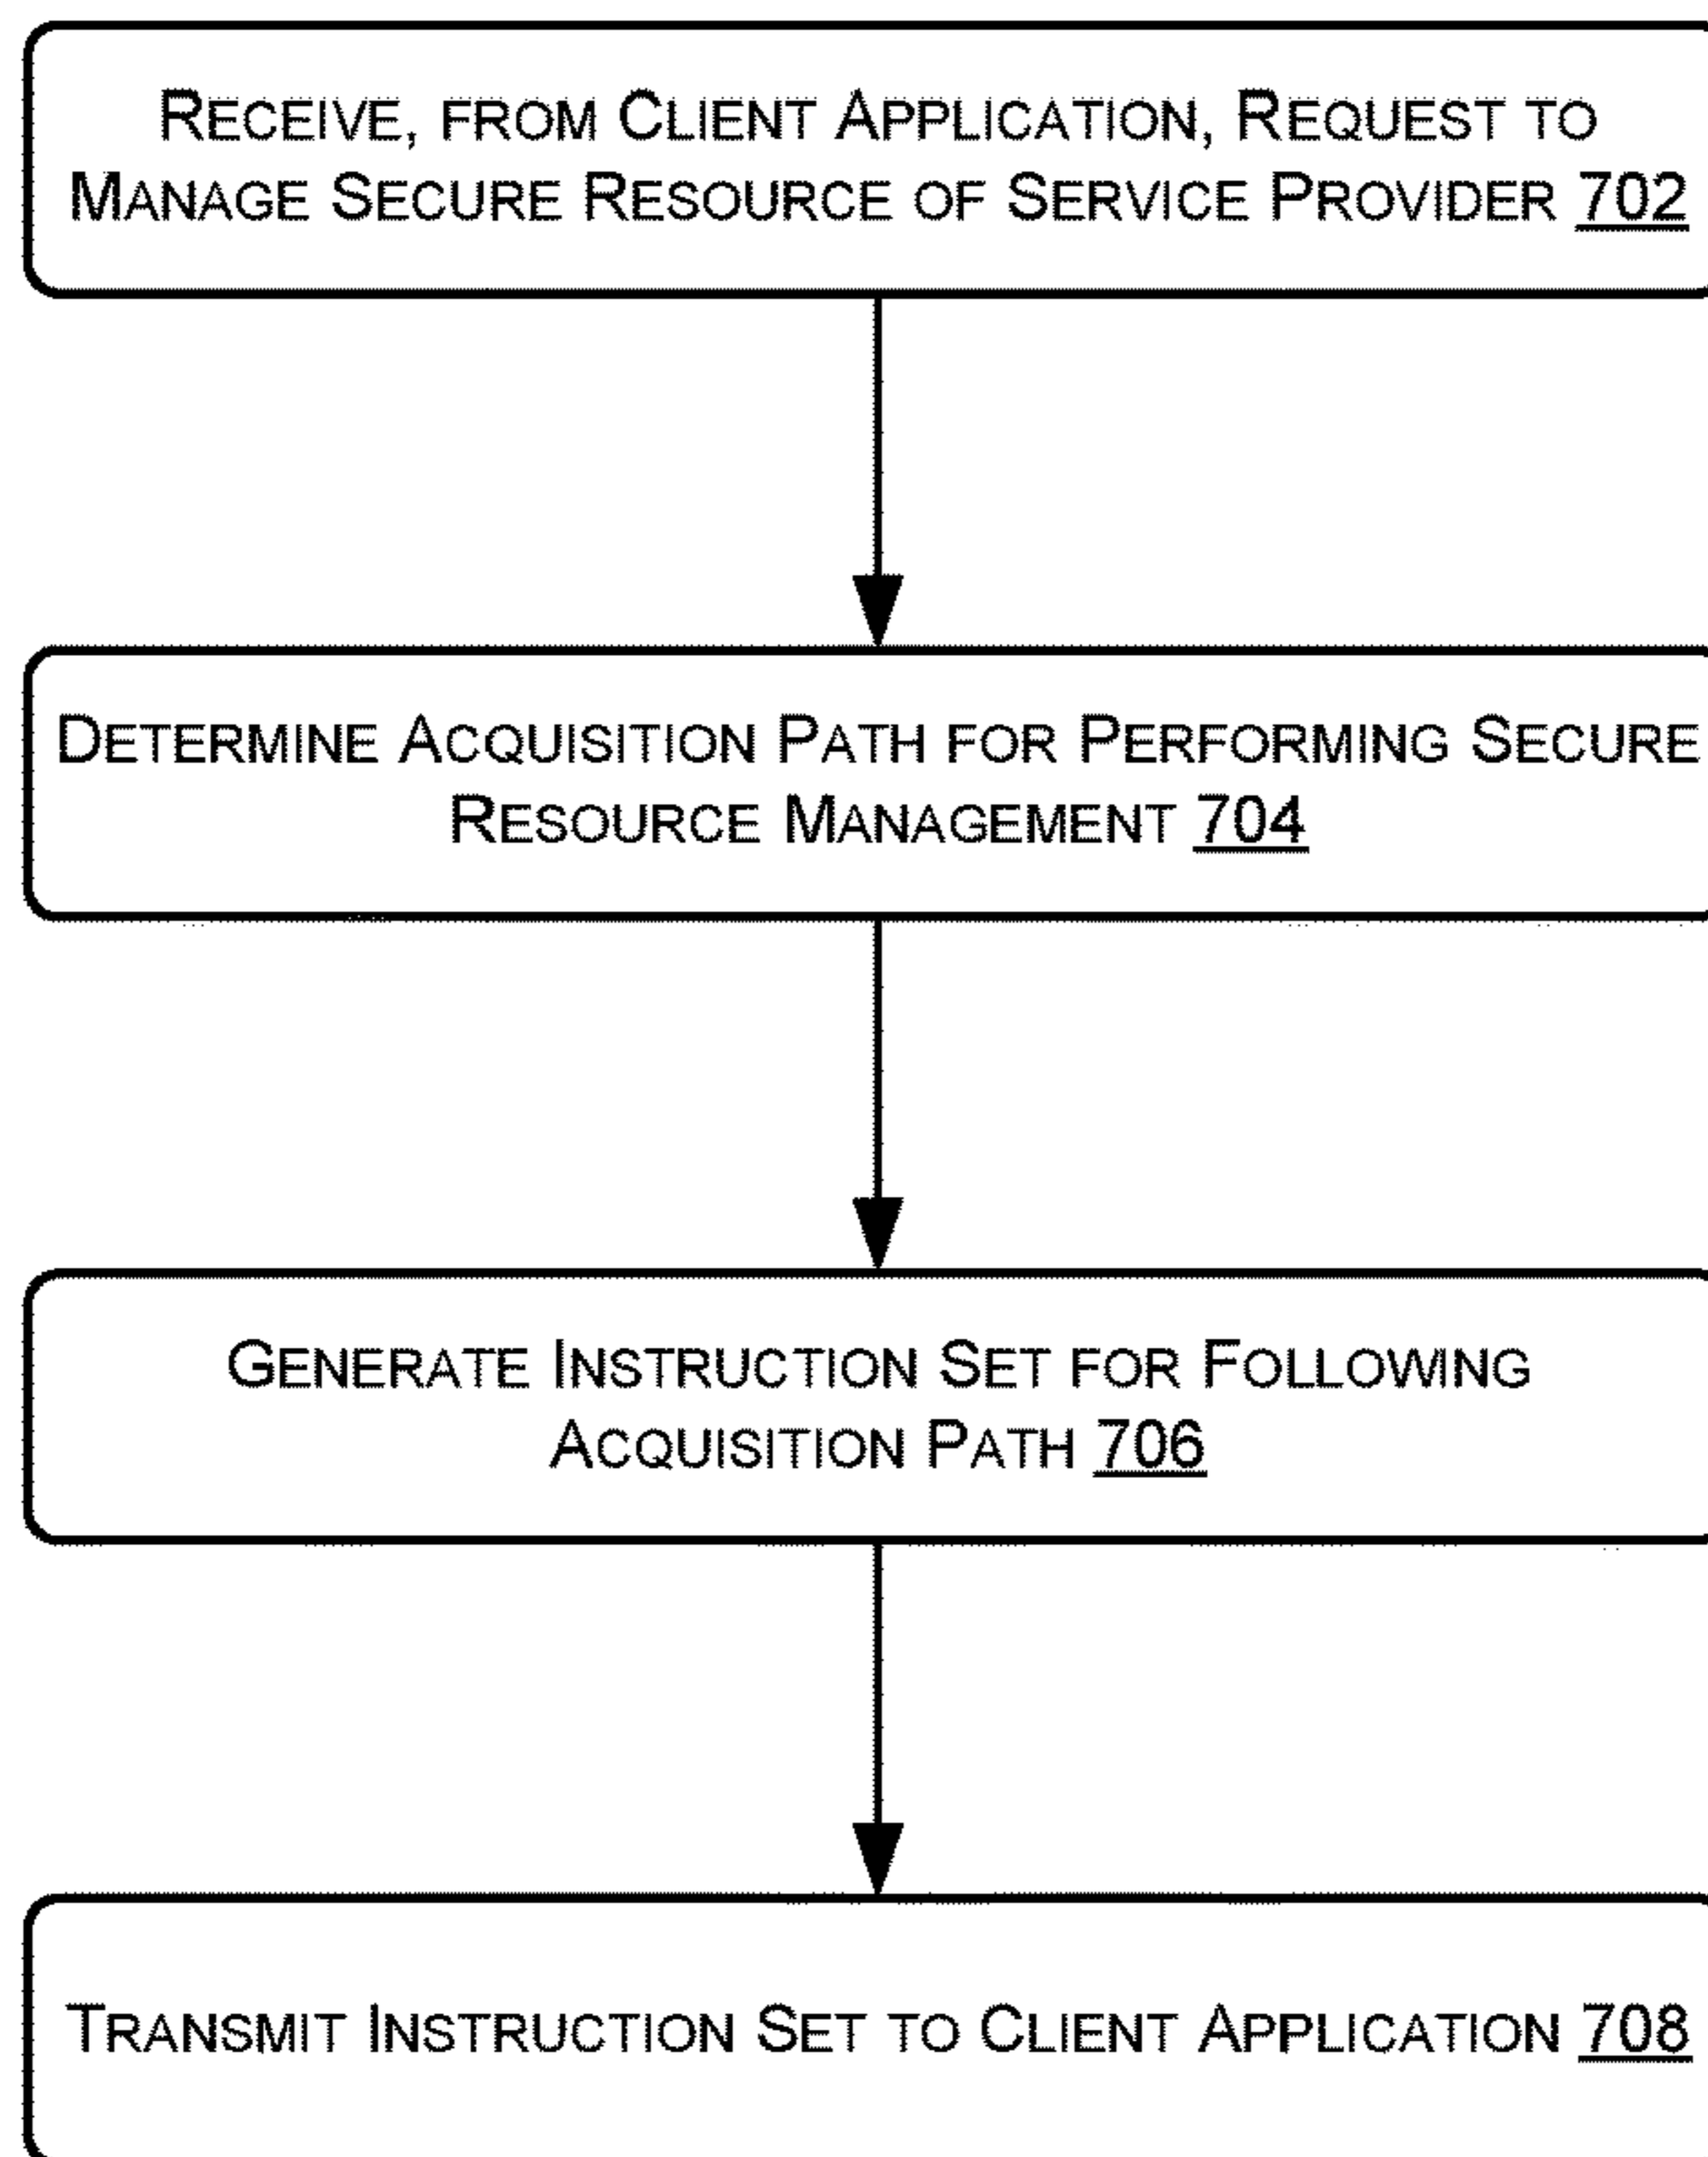 RECEIVE, FROM CLIENT APPLICATION, REQUEST TO
MANAGE SECURE RESOURCE OF SERVICE PROVIDER 702
DETERMINE ACQUISITION PATH FOR PERFORMING SECURE
RESOURCE MANAGEMENT 704
GENERATE INSTRUCTION SET FOR FOLLOWING
ACQUISITION PATH 706
TRANSMIT INSTRUCTION SET TO CLIENT APPLICATION 708